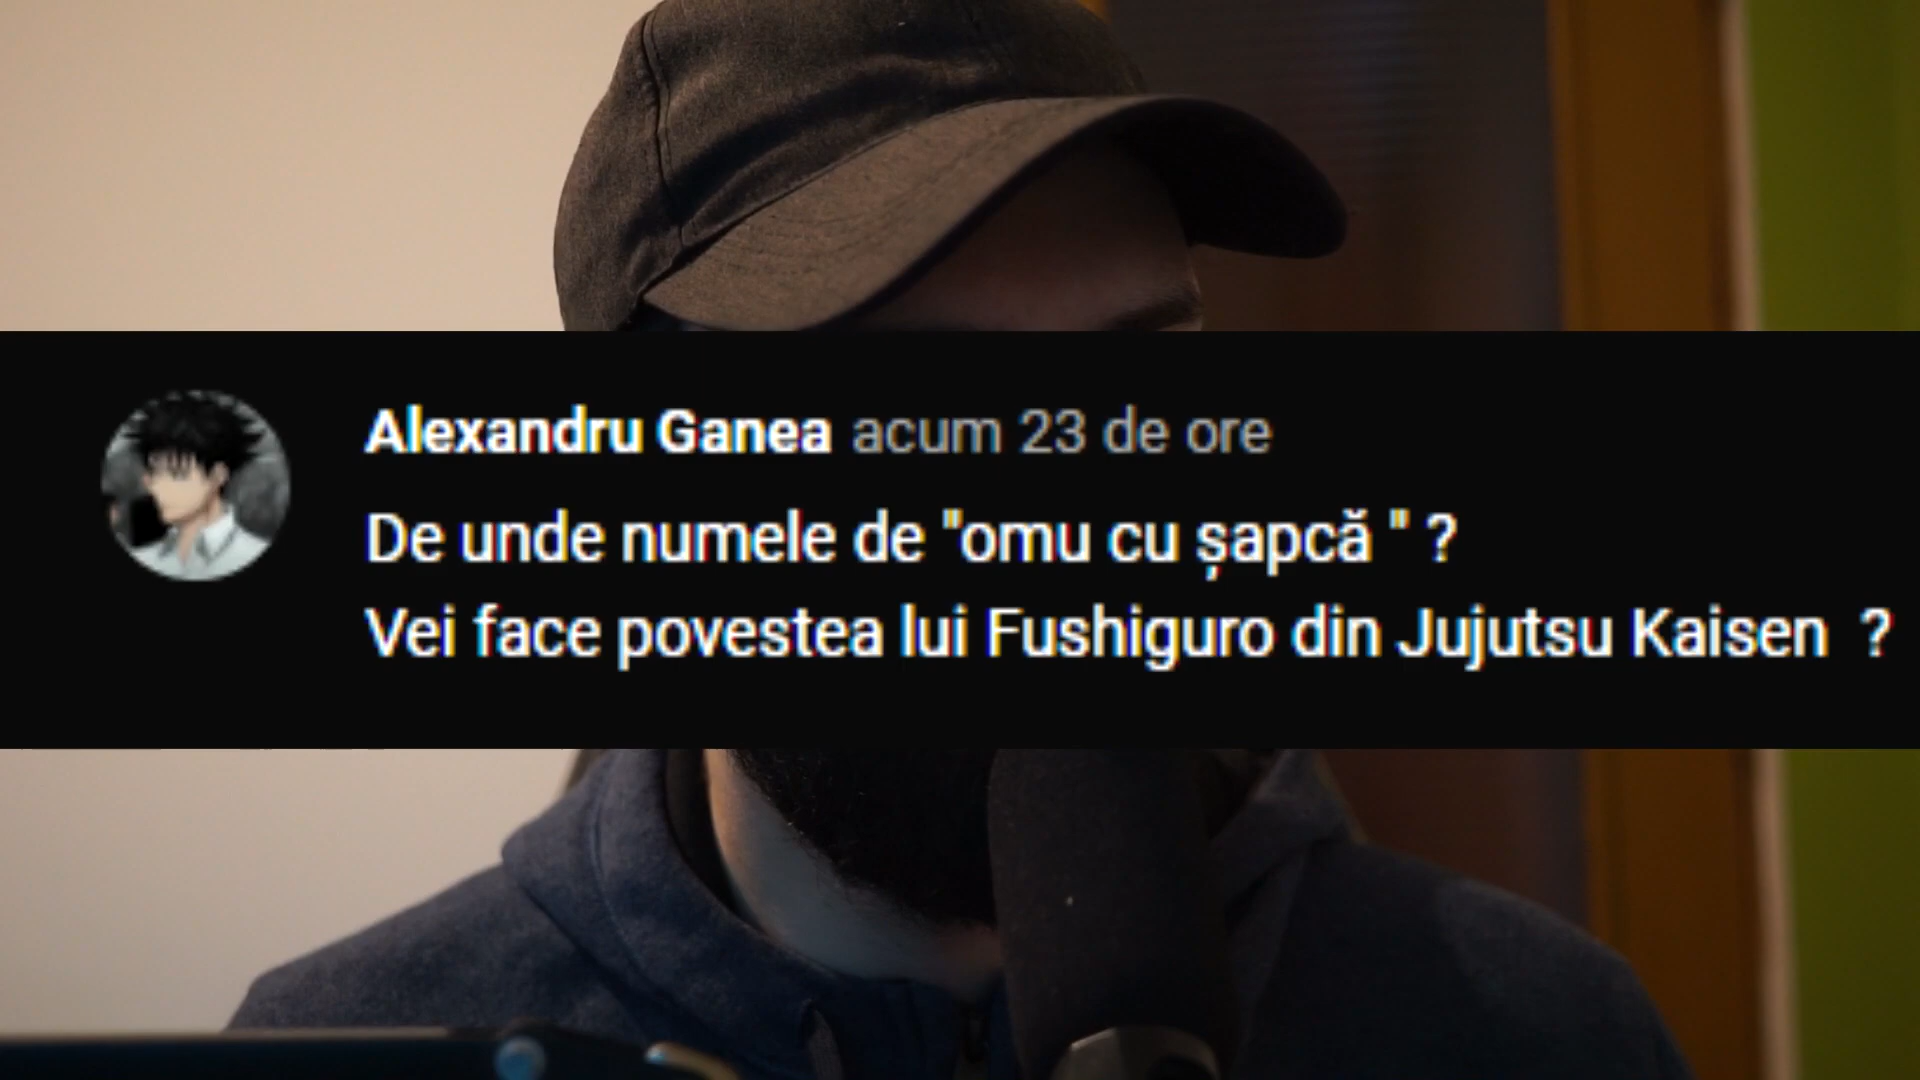 Alexandru Ganea acum 23 de ore
De unde numele de "omu cu șapcă " ?
Vei face povestea lui Fushiguro din Jujutsu Kaisen  ?